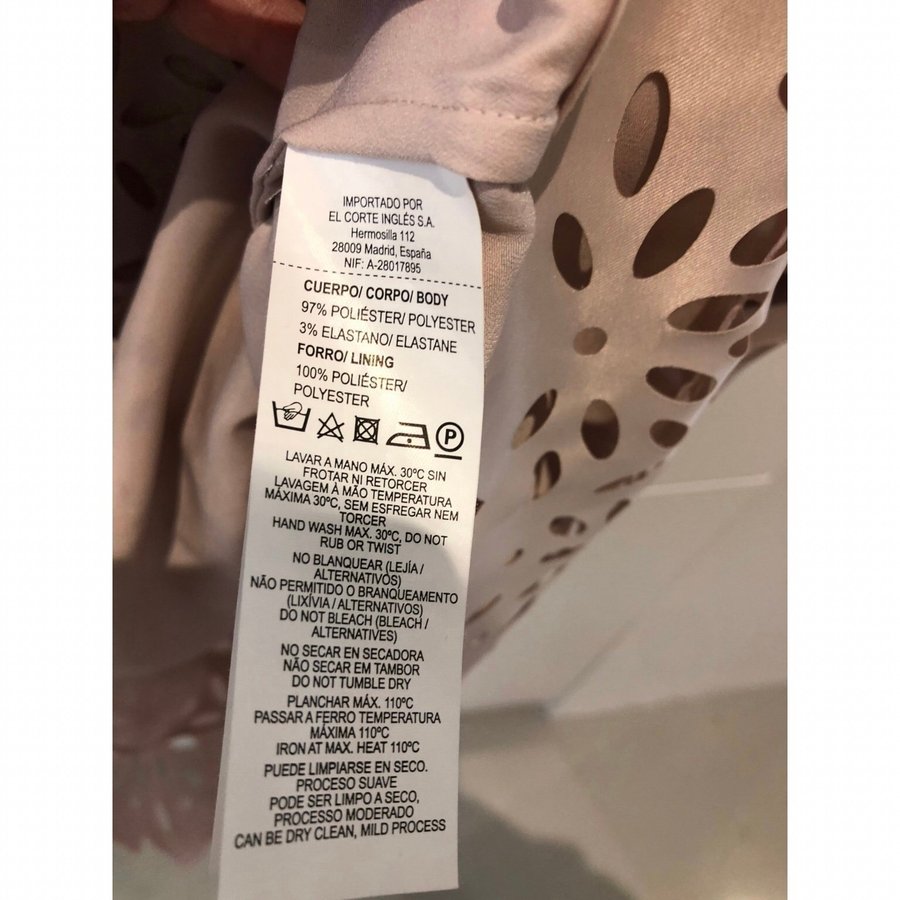 IMPORTADO POR
EL CORTE INGLÉS S.A.
Hermosilla 112
28009 Madrid, España
NIF: A-28017895
CUERPO/ CORPO/ BODY
97% POLIÉSTER/ POLYESTER
3% ELASTANO/ ELASTANE
FORRO/ LINING
100% POLIÉSTER/
POLYESTER
P
LAVAR A MANO MÁX. 30ºC SIN
FROTAR NI RETORCER
LAVAGEM À MÃO TEMPERATURA
MÁXIMA 30ºC, SEM ESFREGAR NEM
TORCER
HAND WASH MAX. 30ºC, DO NOT
RUB OR TWIST
NO BLANQUEAR (LEJÍA /
ALTERNATIVOS)
NÃO PERMITIDO O BRANQUEAMENTO
(LIXÍVIA / ALTERNATIVOS)
DO NOT BLEACH (BLEACH /
ALTERNATIVES)
NO SECAR EN SECADORA
NÃO SECAR EM TAMBOR
DO NOT TUMBLE DRY
PLANCHAR MÁX. 110ºC
PASSAR A FERRO TEMPERATURA
MÁXIMA 110ºC
IRON AT MAX. HEAT 110ºC
PUEDE LIMPIARSE EN SECO.
PROCESO SUAVE
PODE SER LIMPO A SECO,
PROCESSO MODERADO
CAN BE DRY CLEAN, MILD PROCESS